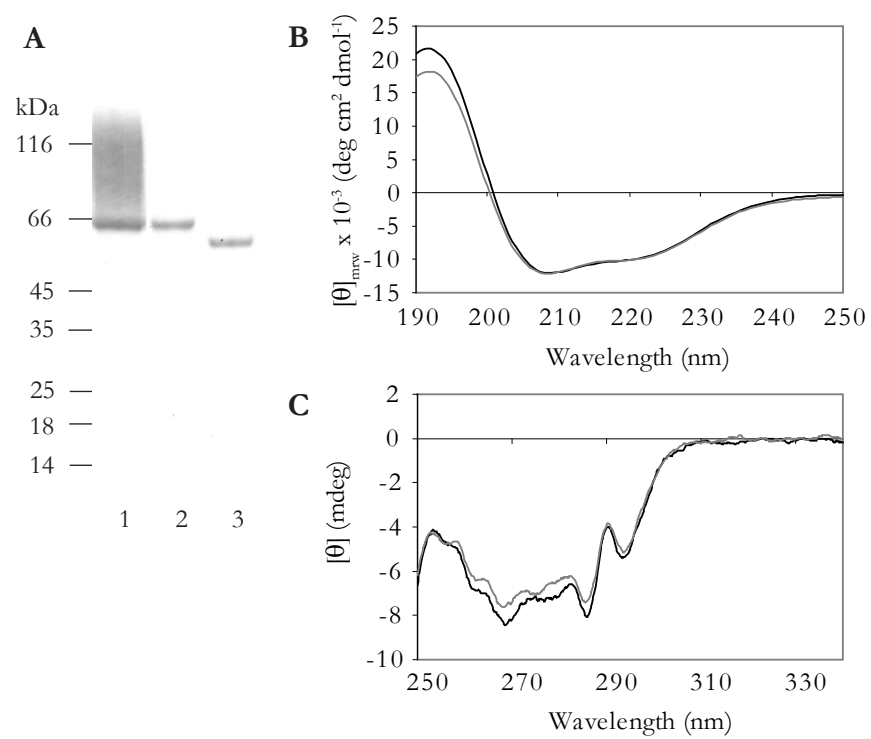 A
kDa
116
66
45
35
25
18
14
1 2 3
B
[θ]mrw x 10-3 (deg cm2 dmol-1)
25
20
15
10
5
0
-5
-10
-15
190 200 210 220 230 240 250
Wavelength (nm)
C
[θ] (mdeg)
2
0
-2
-4
-6
-8
-10
250 270 290 310 330
Wavelength (nm)